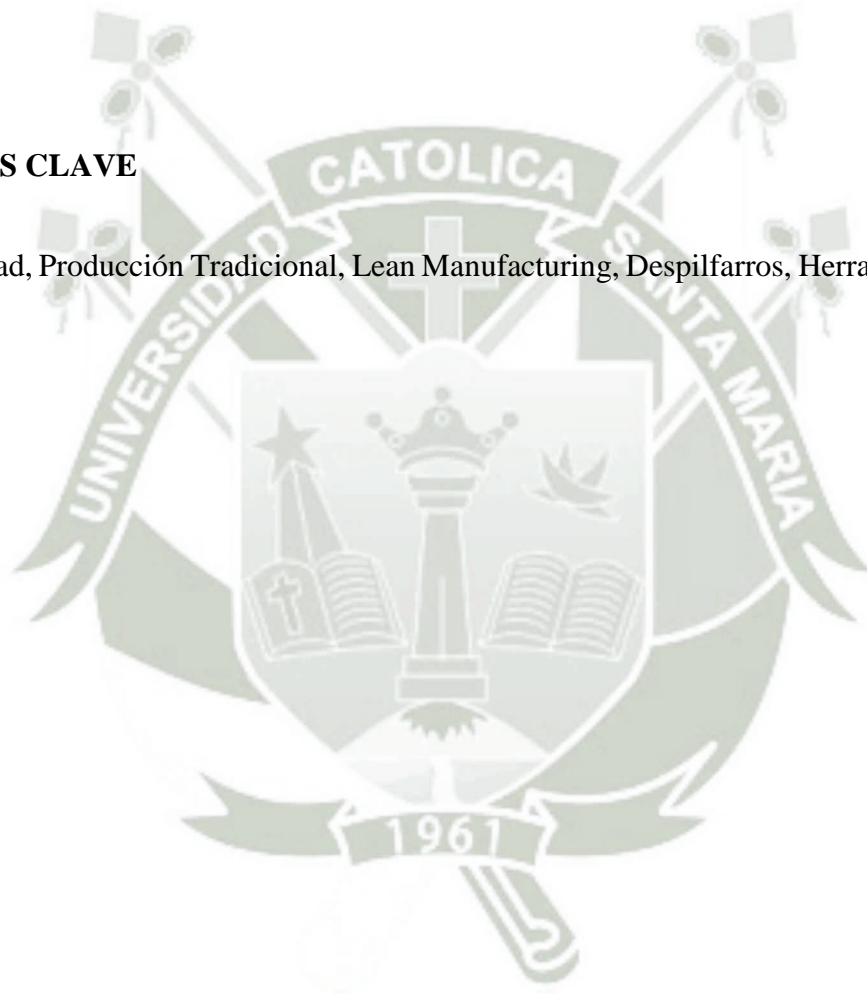 S CLAVE
ad, Producción Tradicional, Lean Manufacturing, Despilfarros, Herra
UNIVERSIDAD
CATOLICA
SANTA MARIA
1961